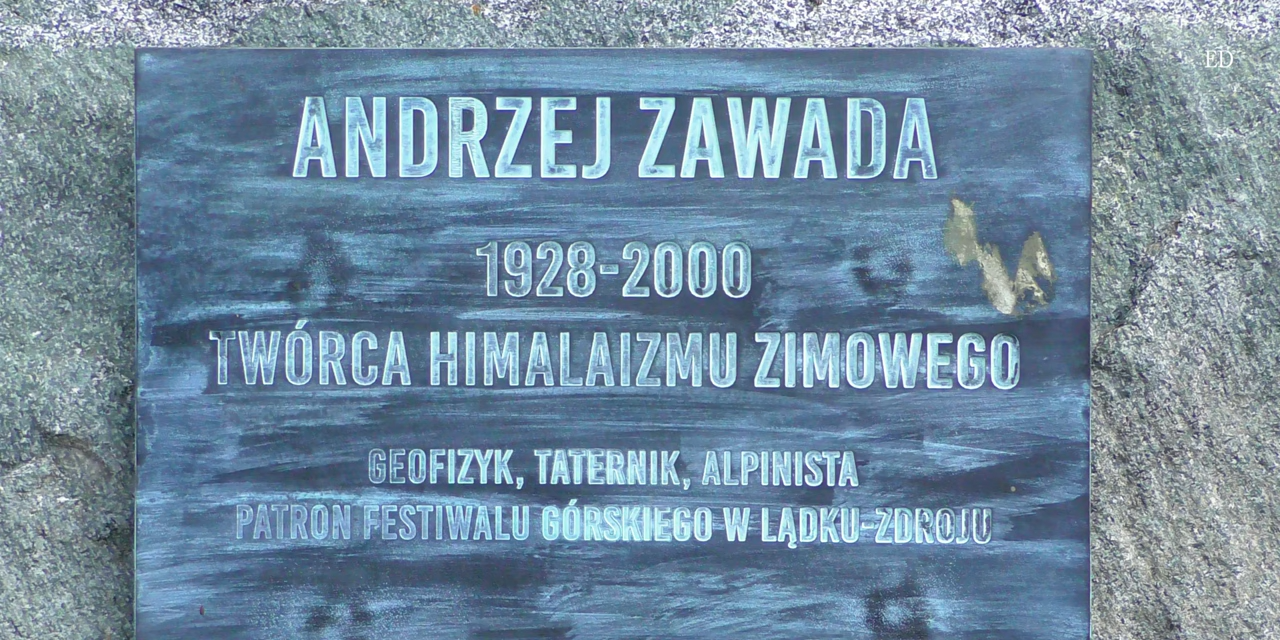 ED
ANDRZEJ ZAWADA
1928-2000
TWÓRCA HIMALAIZMU ZIMOWEGO
GEOFIZYK, TATERNIK, ALPINISTA
PATRON FESTIWALU GÓRSKIEGO W LĄDKU-ZDROJU